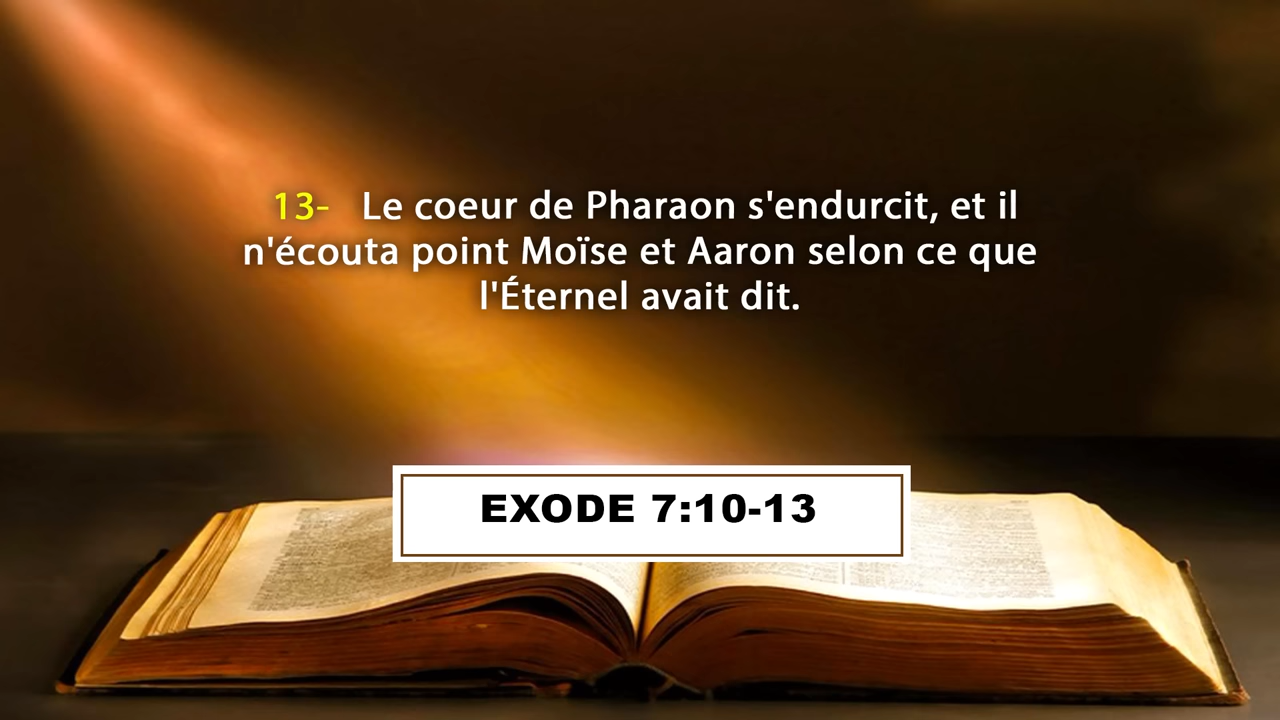 13- Le coeur de Pharaon s'endurcit, et il
n'écouta point Moïse et Aaron selon ce que
l'Éternel avait dit.
EXODE 7:10-13